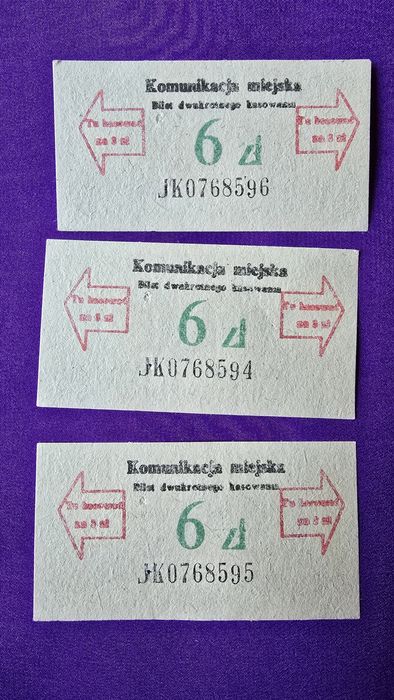 Komunikacja miejska
Bilet dwukrotnego kasowania
Tu kasować
za 3 zł
6 zł
Tu kasować
za 3 zł
JK0768596
Komunikacja miejska
Bilet dwukrotnego kasowania
Tu kasować
za 3 zł
6 zł
Tu kasować
za 3 zł
JK0768594
Komunikacja miejska
Bilet dwukrotnego kasowania
Tu kasować
za 3 zł
6 zł
Tu kasować
za 3 zł
JK0768595